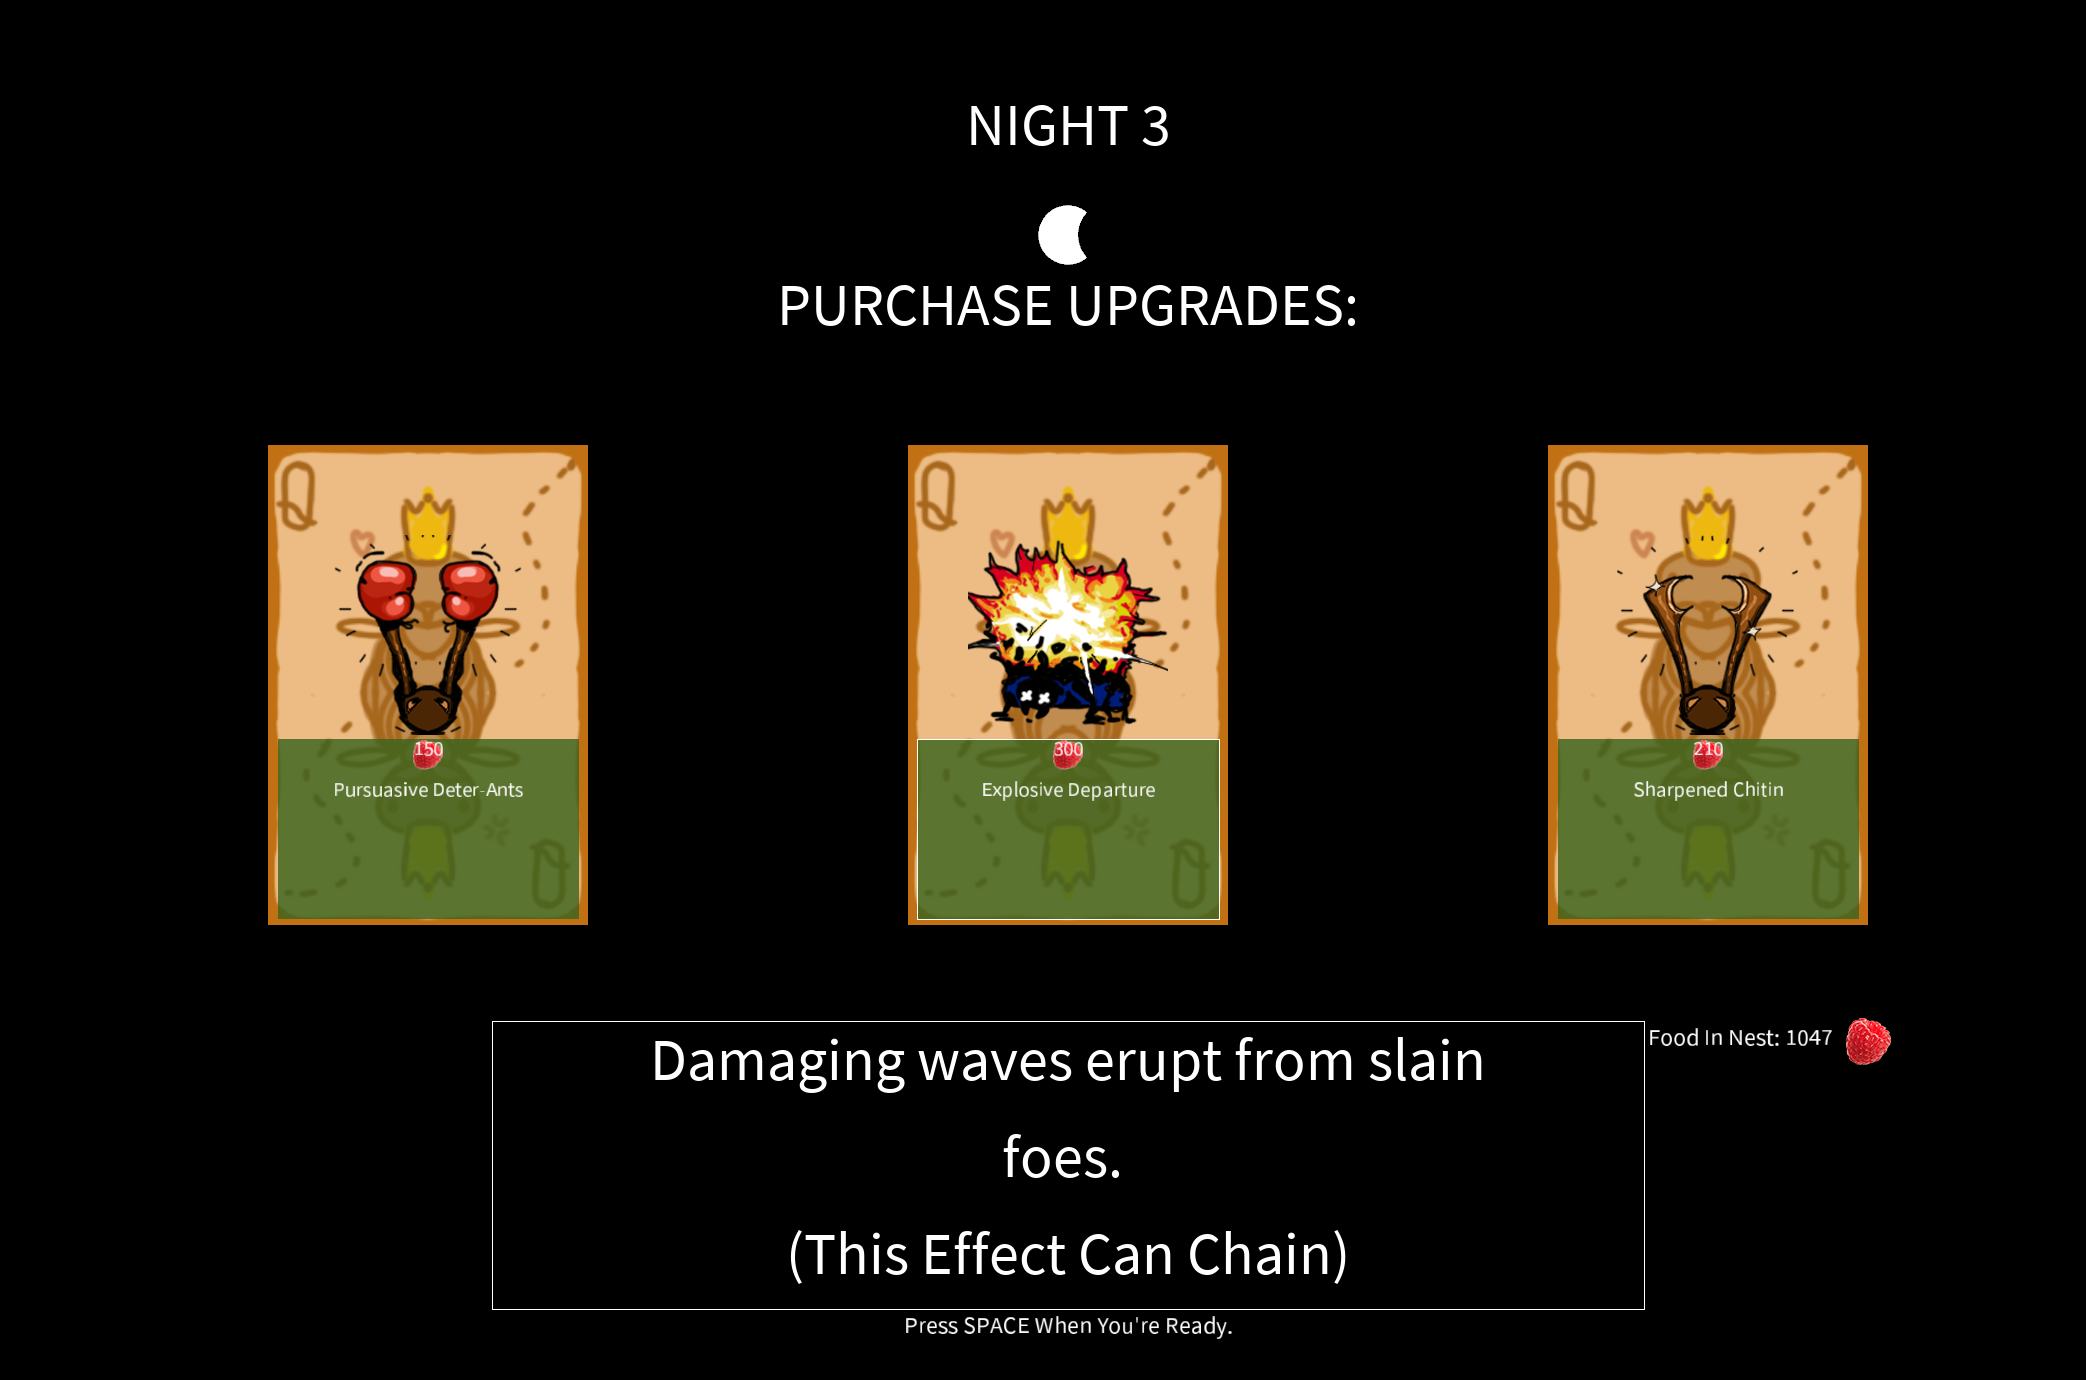 NIGHT 3
PURCHASE UPGRADES:
Q
Q
Q
150
300
210
Pursuasive Deter-Ants
Explosive Departure
Sharpened Chitin
Q
Q
Q
Food In Nest: 1047
Damaging waves erupt from slain
foes.
(This Effect Can Chain)
Press SPACE When You're Ready.